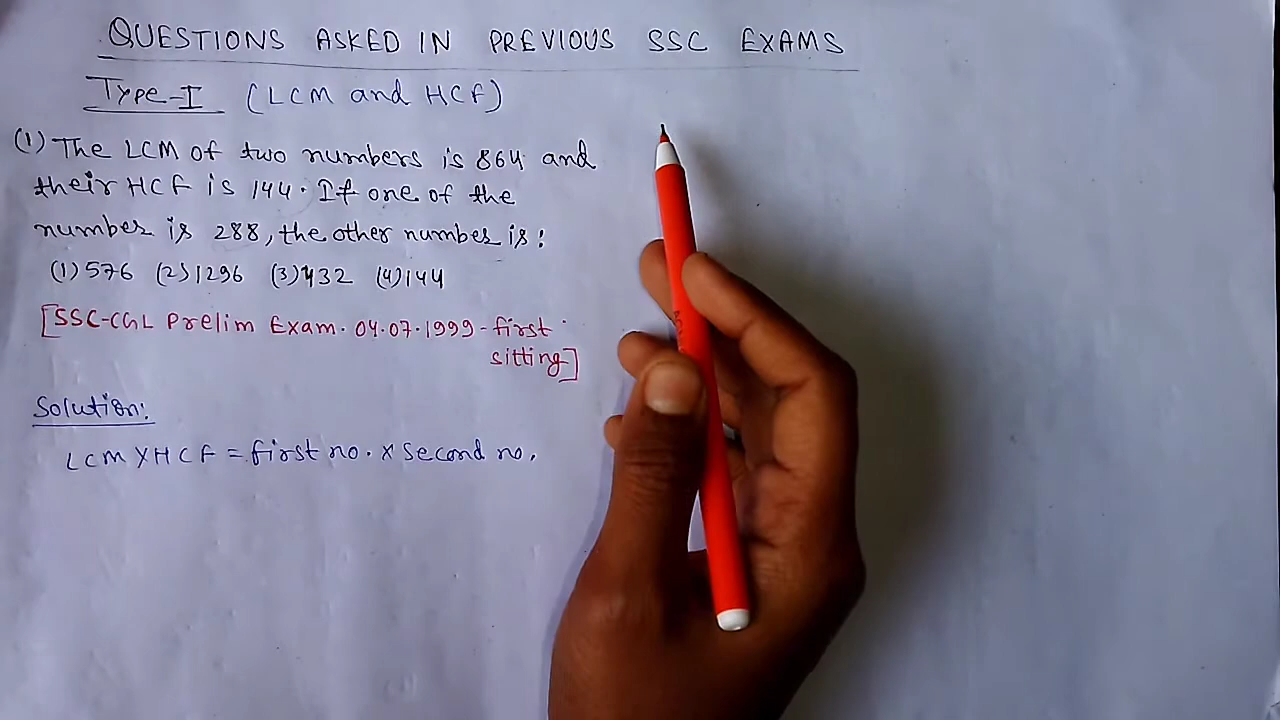 QUESTIONS ASKED IN PREVIOUS SSC EXAMS
Type-I (LCM and HCF)
(1) The LCM of two numbers is 864 and
their HCF is 144. If one of the
number is 288, the other number is:
(1) 576 (2) 1296 (3) 432 (4) 144
[SSC-CGL Prelim Exam. 04.07.1999 - first
sitting]
Solution:
LCM X HCF = first no. x second no.